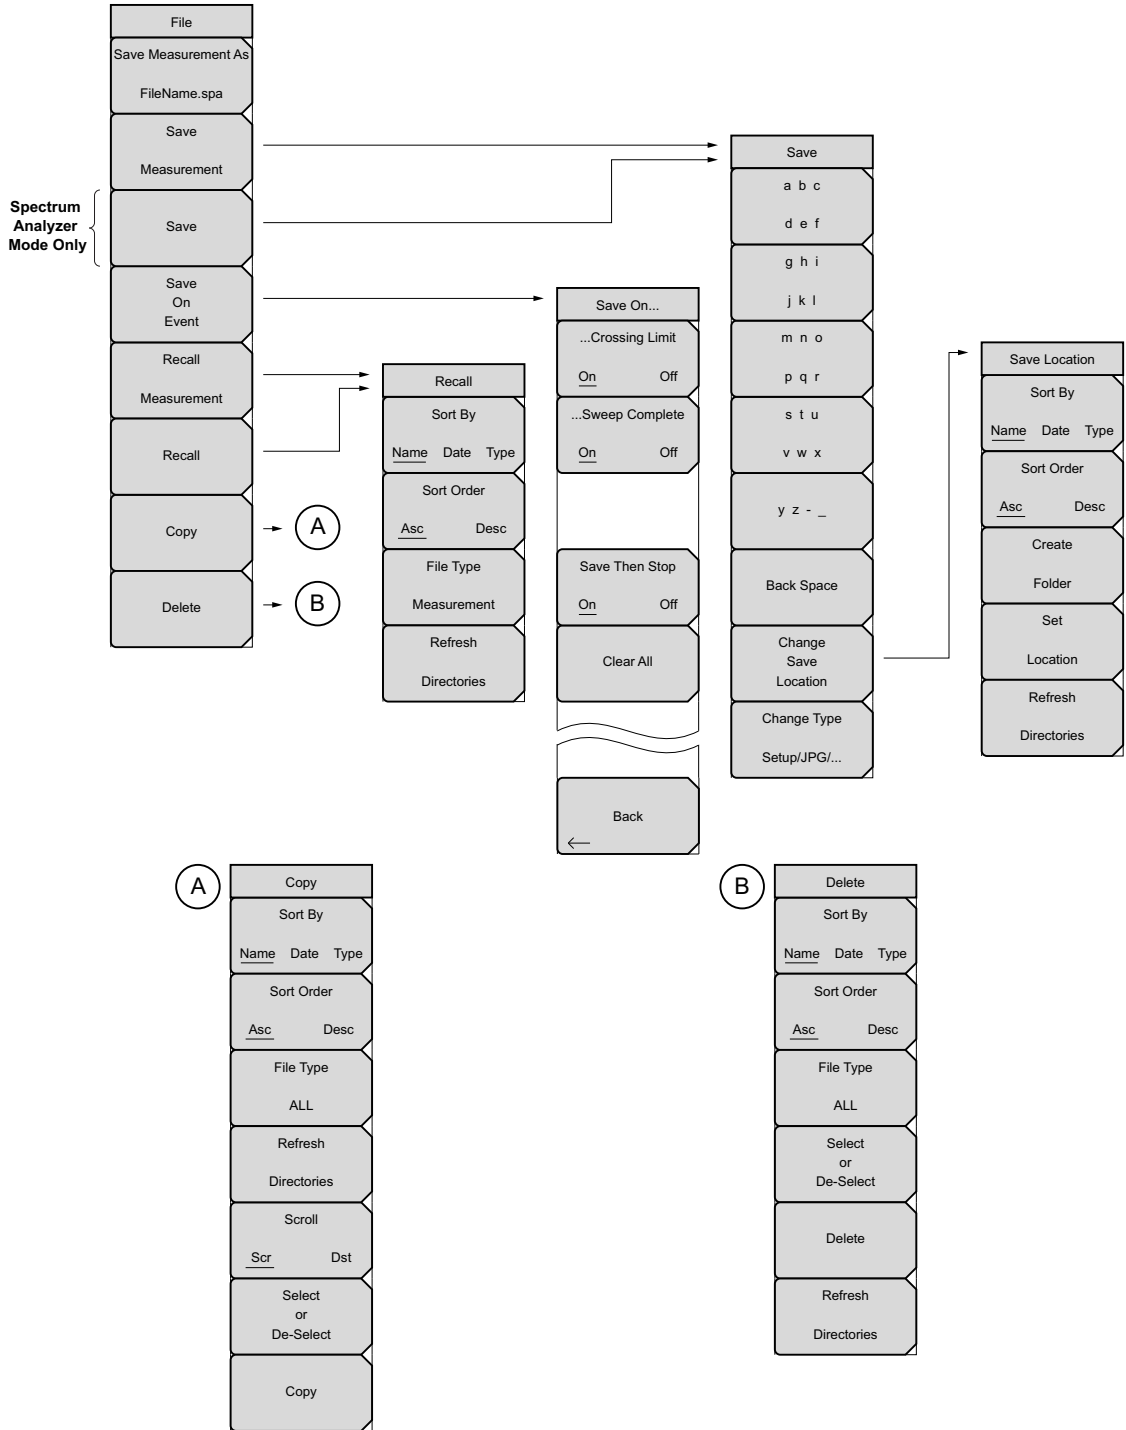 File
Save Measurement As
FileName.spa
Save
Measurement
Spectrum
Analyzer
Mode Only
Save
Save
On
Event
Recall
Measurement
Recall
Copy
A
Delete
B
Recall
Sort By
Name Date Type
Sort Order
Asc Desc
File Type
Measurement
Refresh
Directories
Save On...
...Crossing Limit
On Off
...Sweep Complete
On Off
Save Then Stop
On Off
Clear All
Back
Save
a b c
d e f
g h i
j k l
m n o
p q r
s t u
v w x
y z - _
Back Space
Change
Save
Location
Change Type
Setup/JPG/...
Save Location
Sort By
Name Date Type
Sort Order
Asc Desc
Create
Folder
Set
Location
Refresh
Directories
A
Copy
Sort By
Name Date Type
Sort Order
Asc Desc
File Type
ALL
Refresh
Directories
Scroll
Scr Dst
Select
or
De-Select
Copy
B
Delete
Sort By
Name Date Type
Sort Order
Asc Desc
File Type
ALL
Select
or
De-Select
Delete
Refresh
Directories